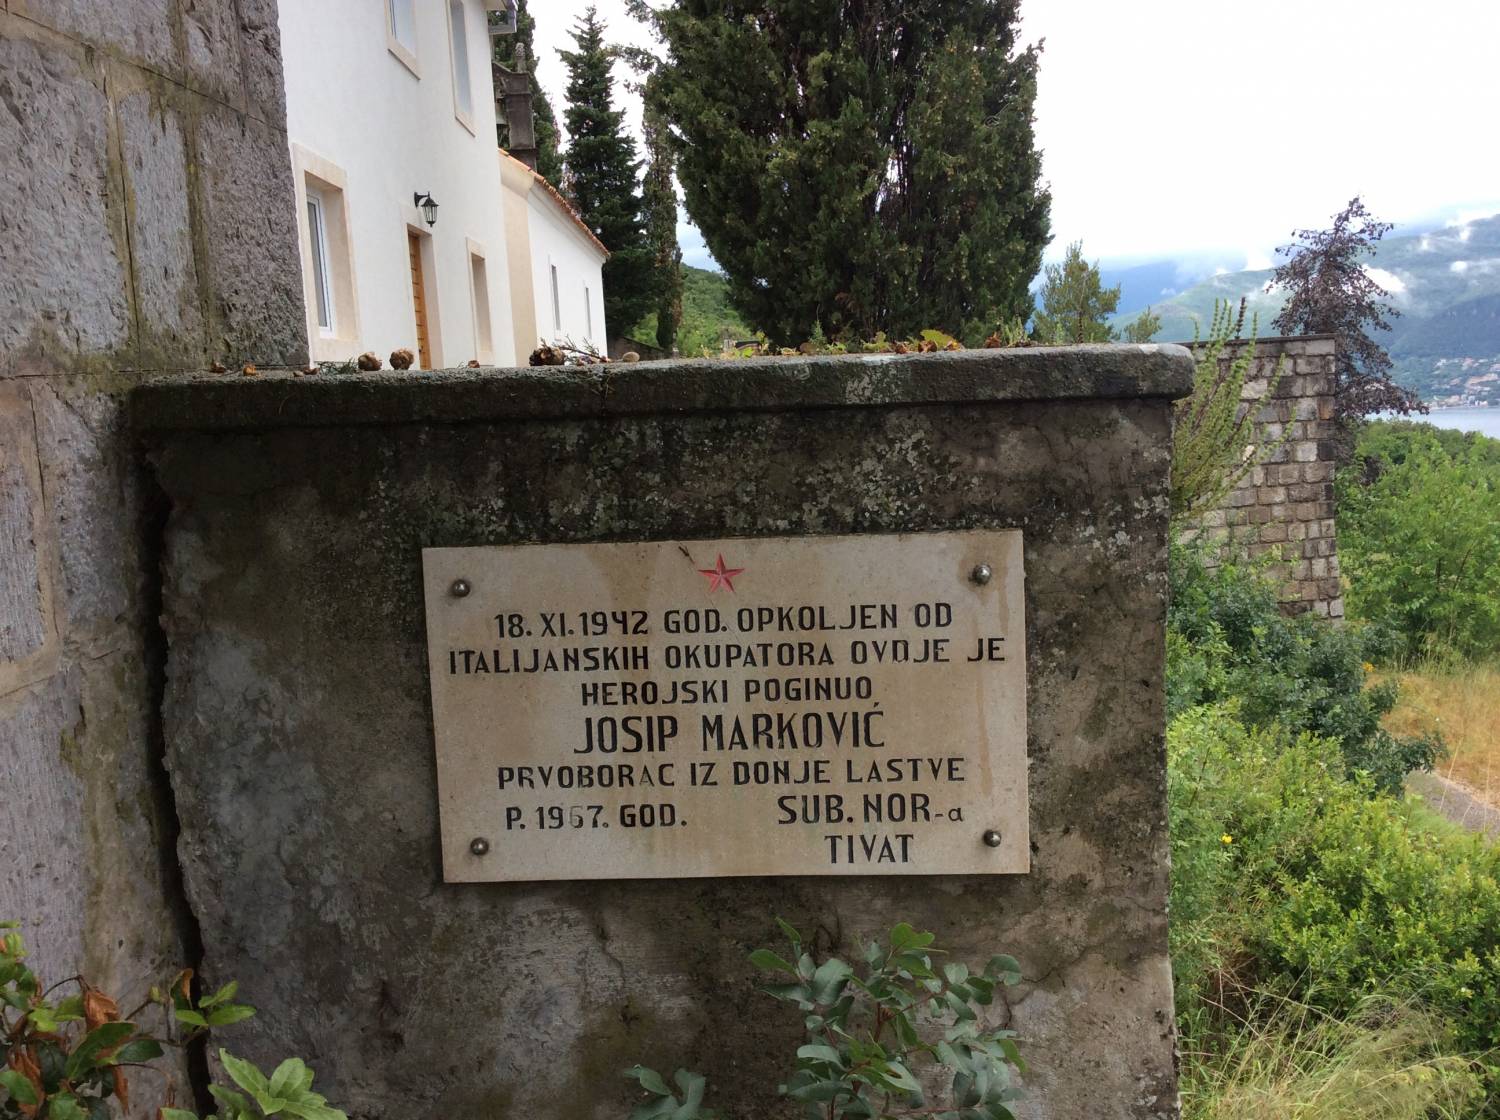 18. XI. 1942 GOD. OPKOLJEN OD
ITALIJANSKIH OKUPATORA OVDJE JE
HEROJSKI POGINUO
JOSIP MARKOVIĆ
PRVOBORAC IZ DONJE LASTVE
P. 1967. GOD. SUB. NOR-a
TIVAT